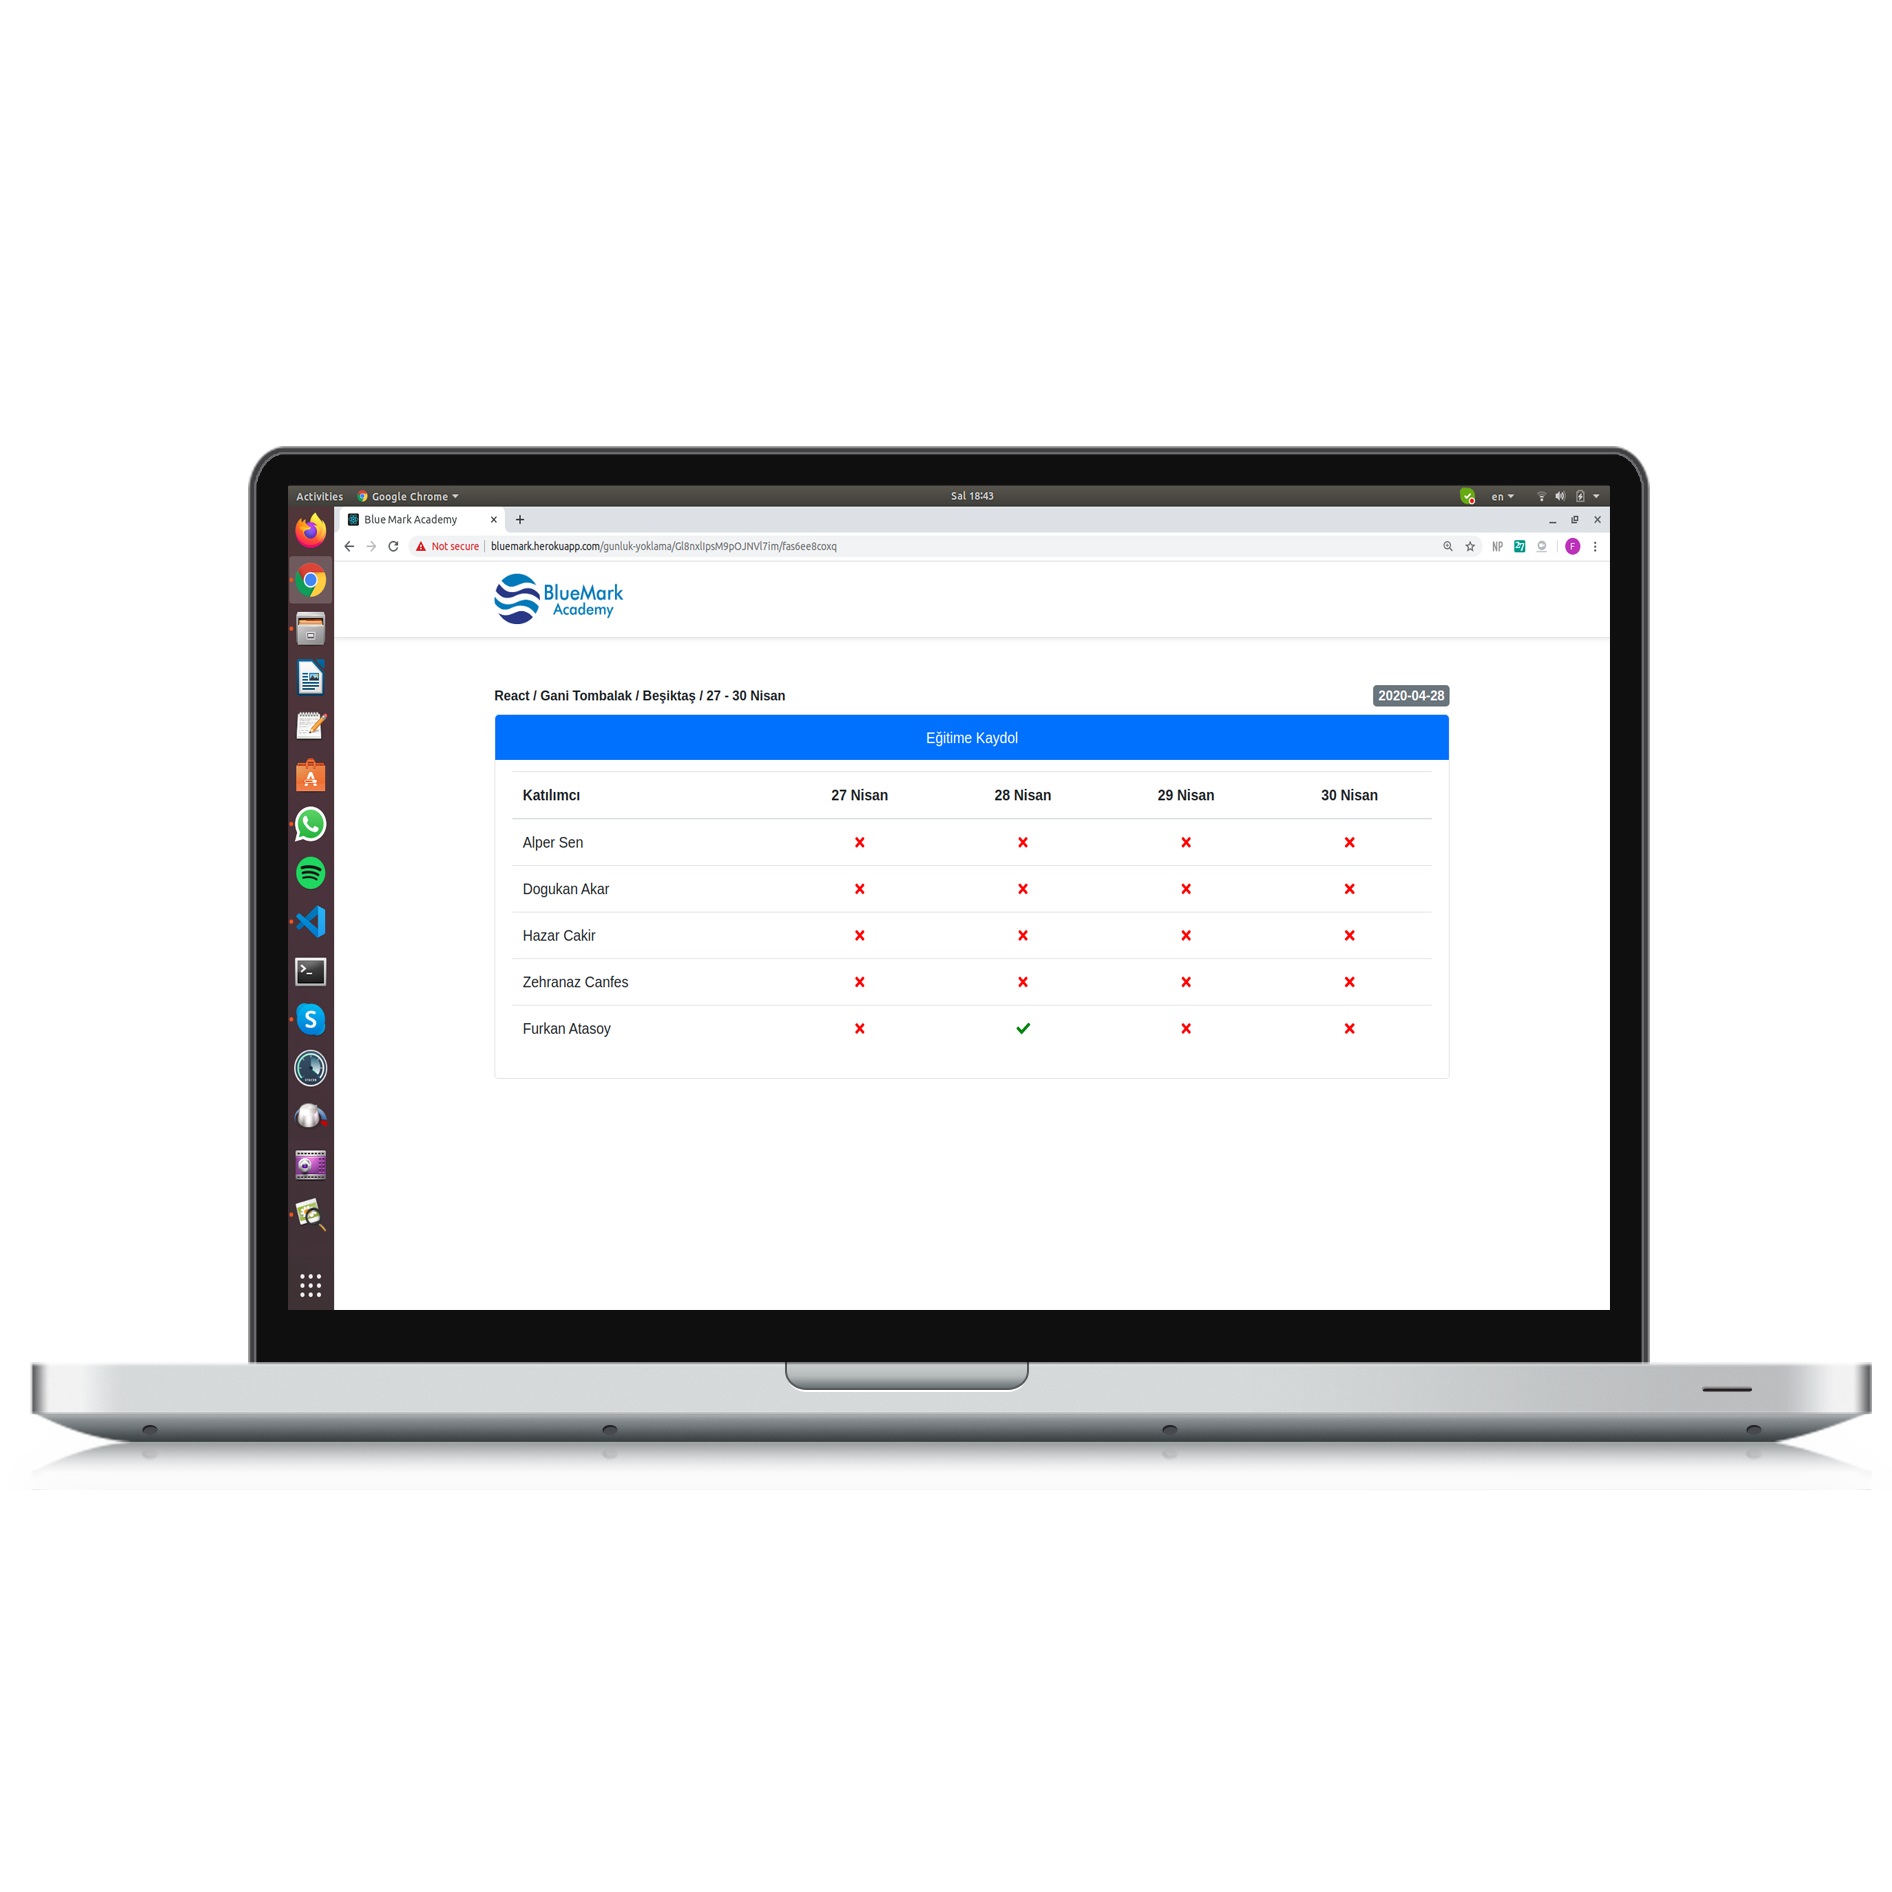 Activities Google Chrome Sal 18:43 en
Blue Mark Academy
Not secure bluemark.herokuapp.com/gunluk-yoklama/Gl8nxlIpsM9pOJNVl7im/fas6ee8coxq NP 27 F
BlueMark
Academy
React / Gani Tombalak / Beşiktaş / 27 - 30 Nisan 2020-04-28
Eğitime Kaydol
Katılımcı 27 Nisan 28 Nisan 29 Nisan 30 Nisan
Alper Sen
Dogukan Akar
Hazar Cakir
Zehranaz Canfes
Furkan Atasoy